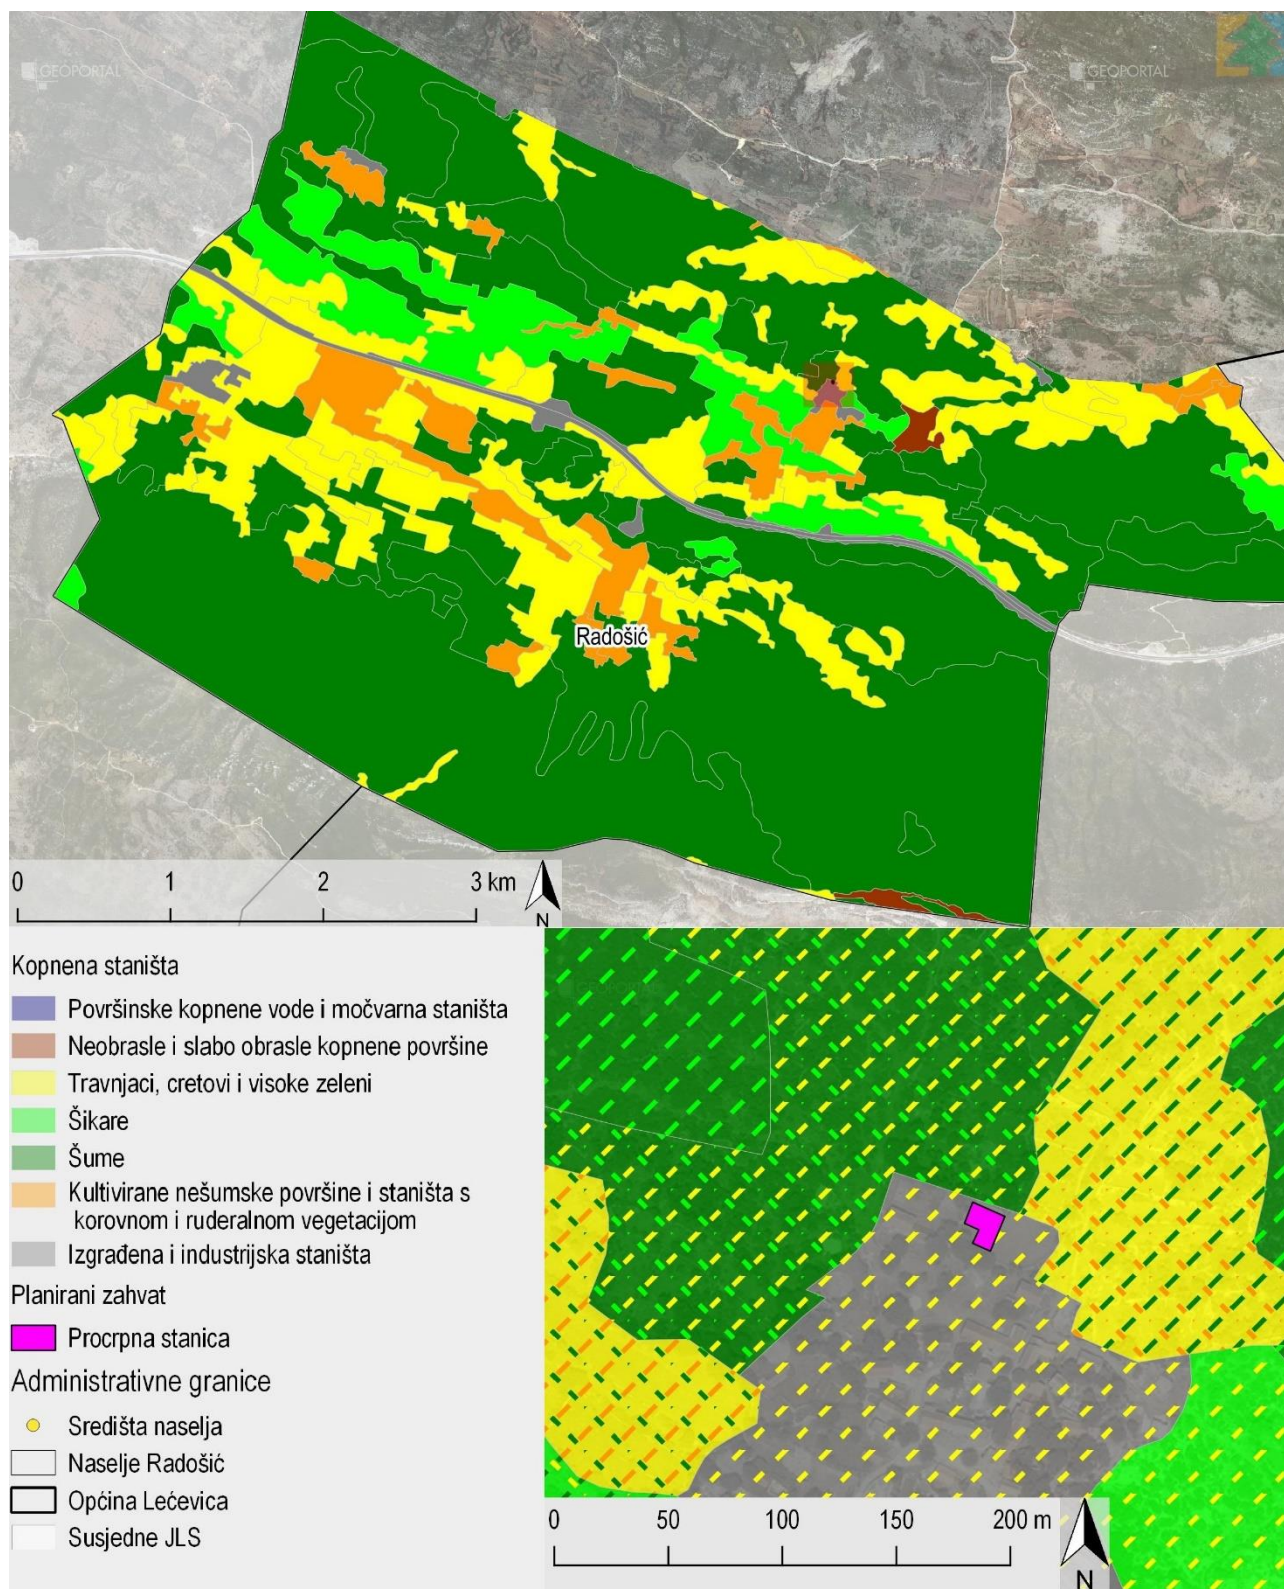 GEOPORTAL
GEOPORTAL
Radošić
0 1 2 3 km
N
Kopnena staništa
Površinske kopnene vode i močvarna staništa
Neobrasle i slabo obrasle kopnene površine
Travnjaci, cretovi i visoke zeleni
Šikare
Šume
Kultivirane nešumske površine i staništa s
korovnom i ruderalnom vegetacijom
Izgrađena i industrijska staništa
Planirani zahvat
Procrpna stanica
Administrativne granice
Središta naselja
Naselje Radošić
Općina Lećevica
Susjedne JLS
0 50 100 150 200 m
N